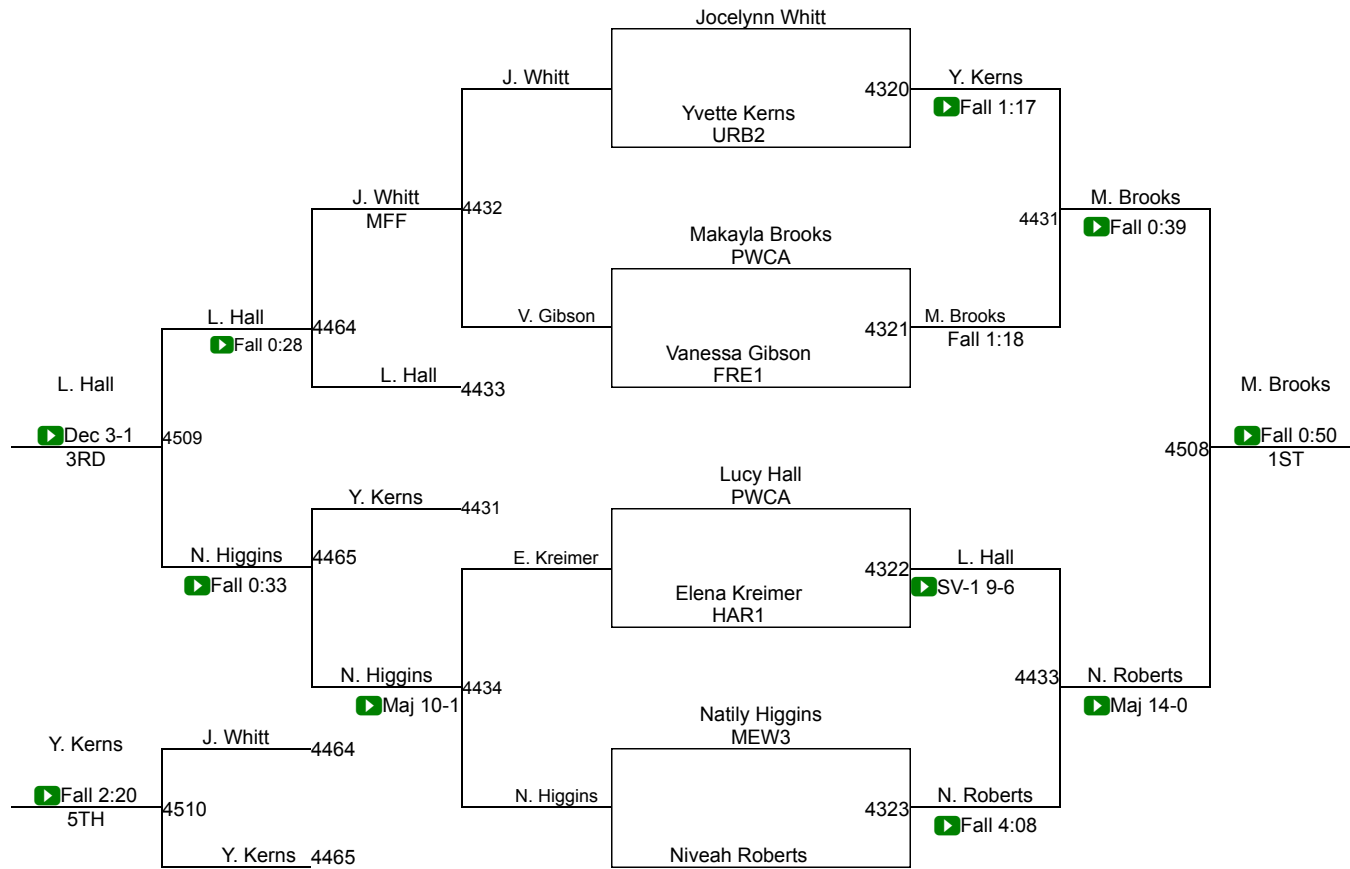 Jocelynn Whitt
J. Whitt
4320
Y. Kerns
Fall 1:17
Yvette Kerns
URB2
J. Whitt
MFF
4432
4431
M. Brooks
Fall 0:39
Makayla Brooks
PWCA
V. Gibson
4321
M. Brooks
Fall 1:18
Vanessa Gibson
FRE1
L. Hall
Fall 0:28
4464
L. Hall
4433
L. Hall
Dec 3-1
3RD
4509
M. Brooks
4508
Fall 0:50
1ST
Lucy Hall
PWCA
Y. Kerns
4431
N. Higgins
Fall 0:33
4465
E. Kreimer
4322
L. Hall
SV-1 9-6
Elena Kreimer
HAR1
N. Higgins
Maj 10-1
4434
4433
N. Roberts
Maj 14-0
Natily Higgins
MEW3
Y. Kerns
J. Whitt
4464
Fall 2:20
5TH
4510
N. Higgins
4323
N. Roberts
Fall 4:08
Y. Kerns
4465
Niveah Roberts